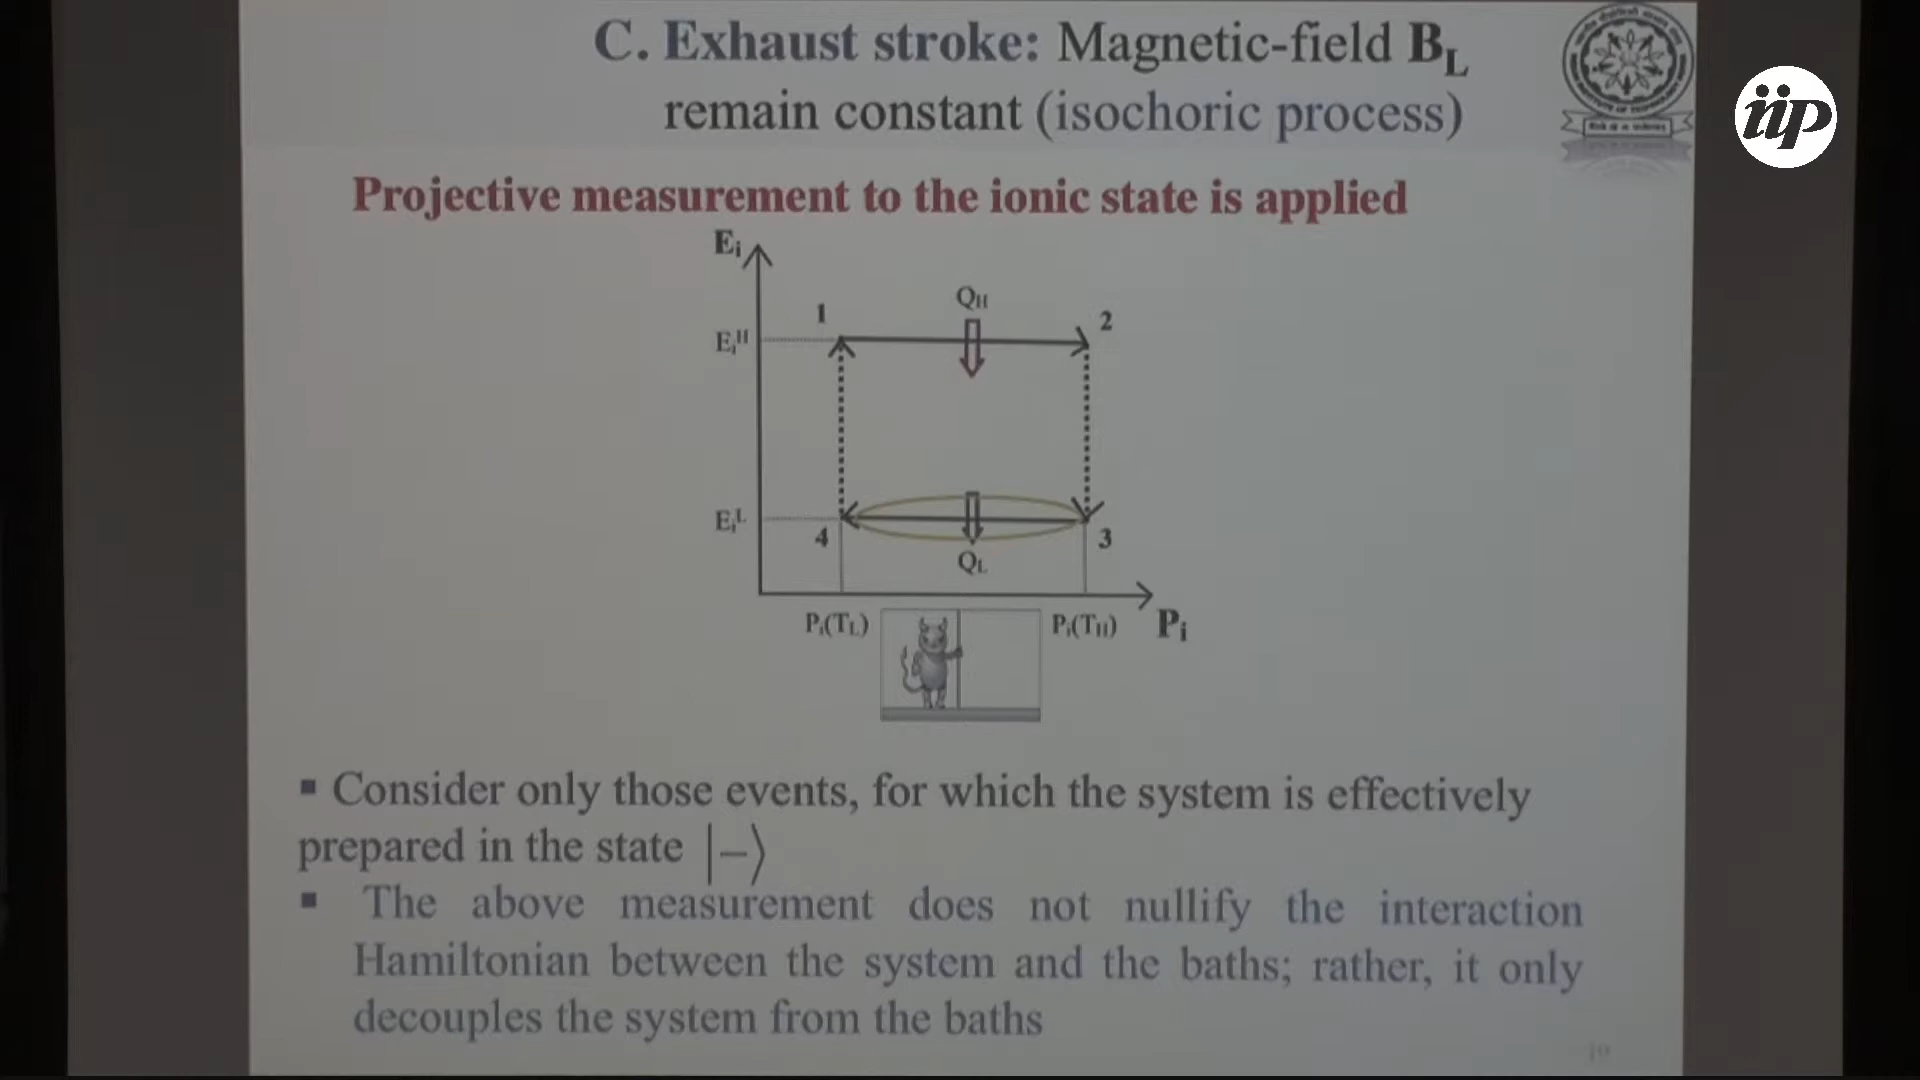 C. Exhaust stroke: Magnetic-field B_L
remain constant (isochoric process)
iip
Projective measurement to the ionic state is applied
E_i
1
Q_H
2
E_i^H
E_i^L
4
3
Q_L
P_i(T_L)
P_i(T_H)
P_i
▪ Consider only those events, for which the system is effectively
prepared in the state |−⟩
▪ The above measurement does not nullify the interaction
Hamiltonian between the system and the baths; rather, it only
decouples the system from the baths